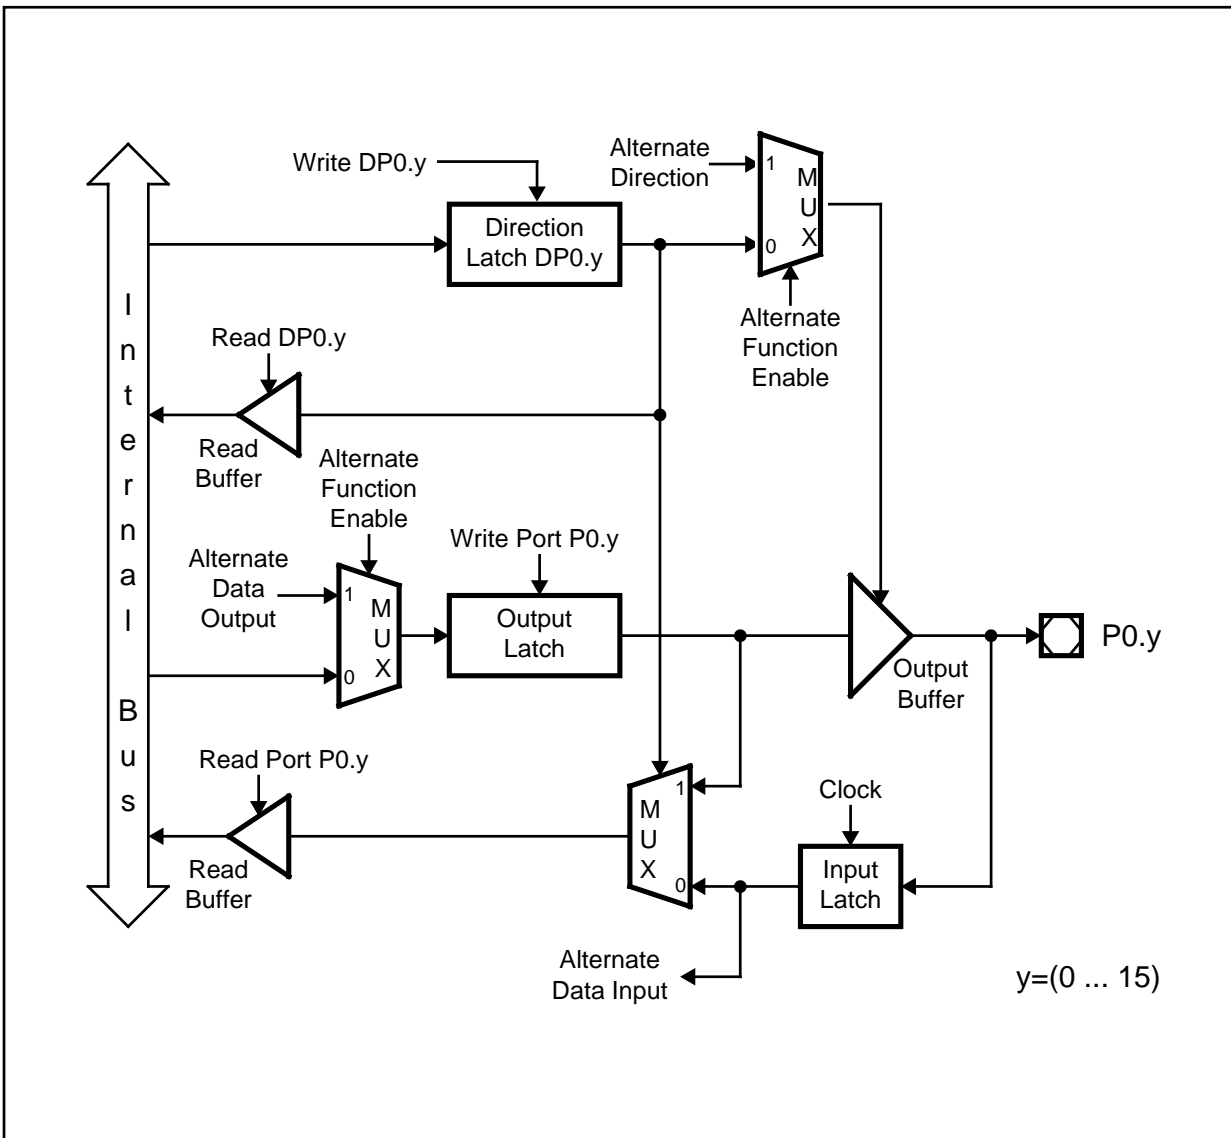 Write DP0.y
Alternate
Direction
1
M
U
X
0
Direction
Latch DP0.y
Alternate
Function
Enable
Internal Bus
Read DP0.y
Read
Buffer
Alternate
Function
Enable
Write Port P0.y
Alternate
Data
Output
1
M
U
X
0
Output
Latch
Output
Buffer
P0.y
Read Port P0.y
Read
Buffer
1
M
U
X
0
Clock
Input
Latch
Alternate
Data Input
y=(0 ... 15)